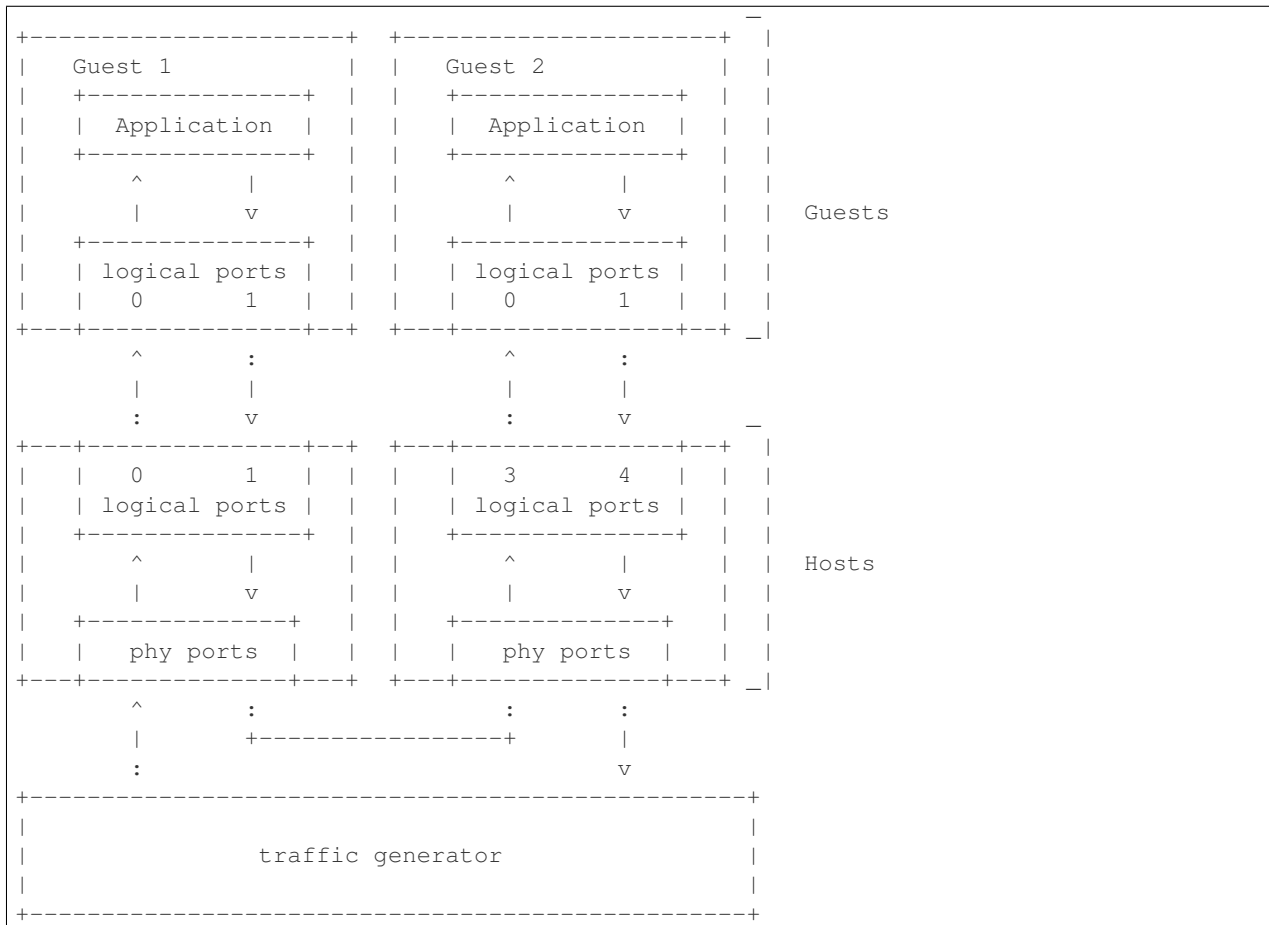 Guest 1 Guest 2
Application Application
Guests
logical ports logical ports
0 1 0 1
0 1 3 4
logical ports logical ports
Hosts
phy ports phy ports
traffic generator